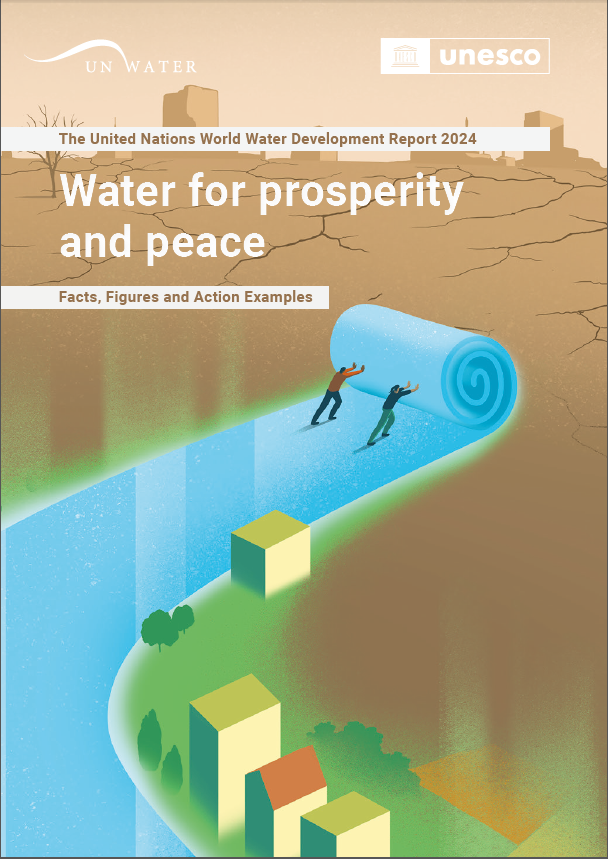 UN WATER
unesco
The United Nations World Water Development Report 2024
Water for prosperity
and peace
Facts, Figures and Action Examples